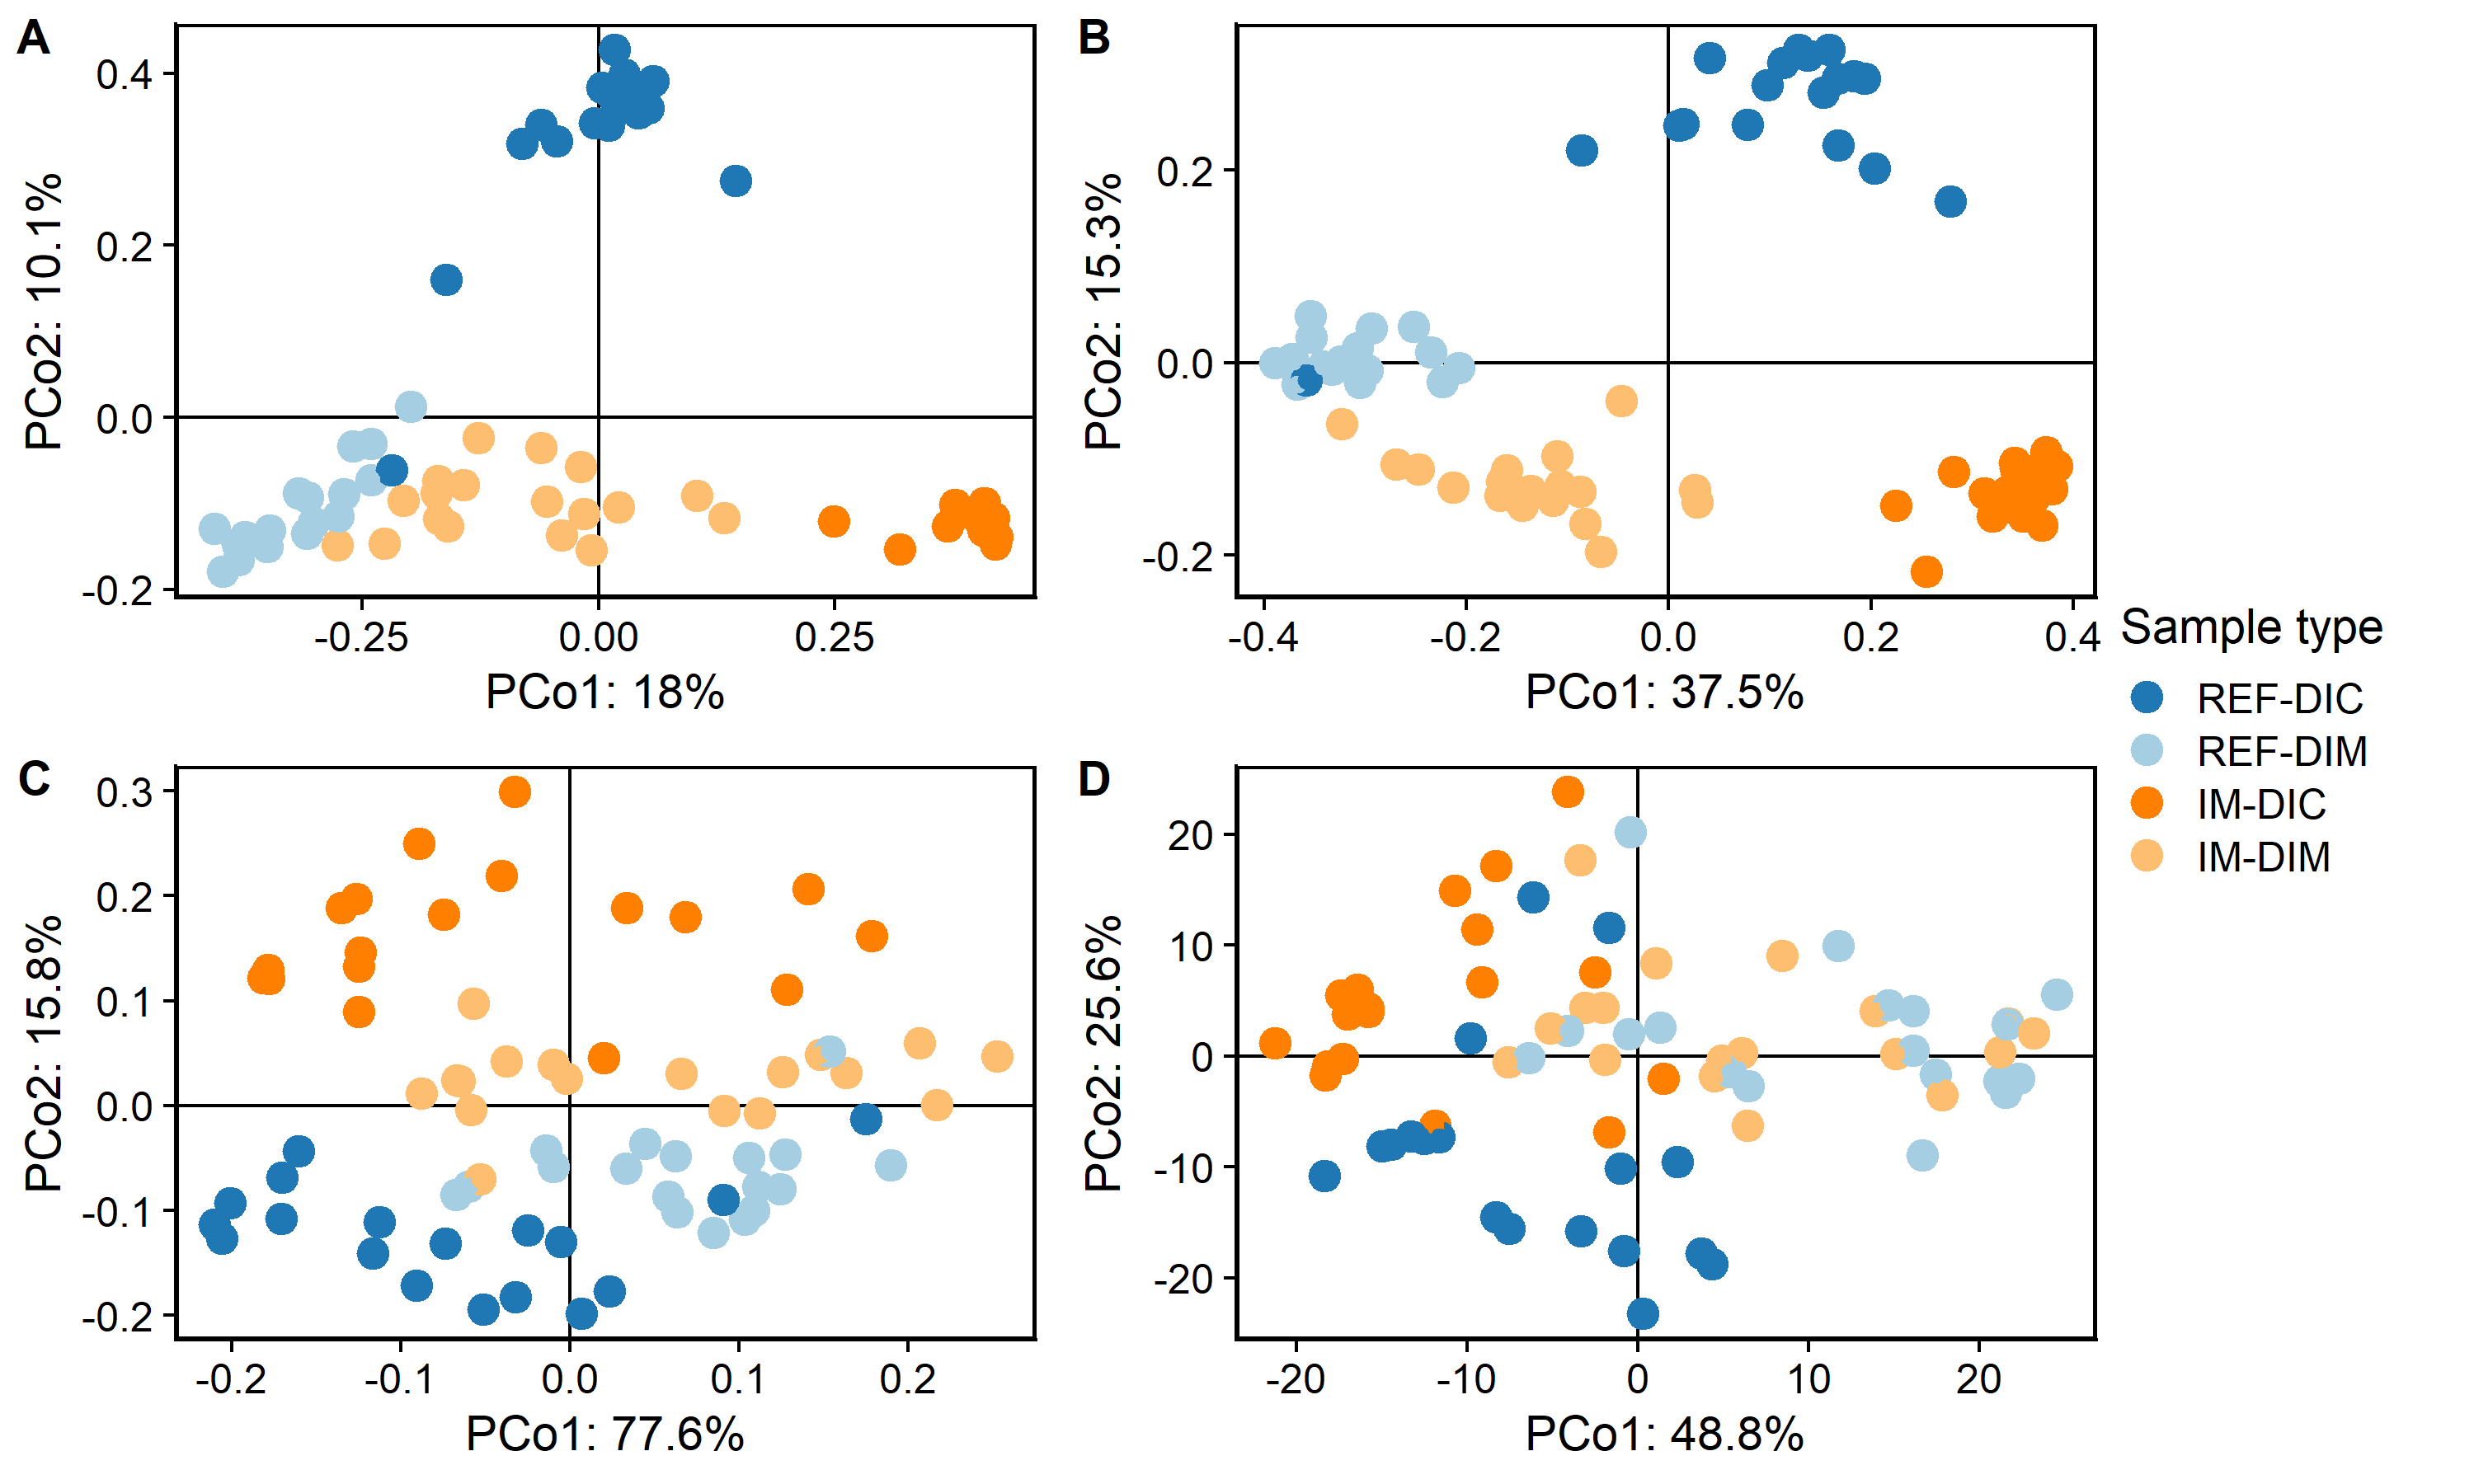 A
0.4
0.2
0.0
-0.2
PCo2: 10.1%
-0.25 0.00 0.25
PCo1: 18%
B
0.2
0.0
-0.2
PCo2: 15.3%
-0.4 -0.2 0.0 0.2 0.4
PCo1: 37.5%
C
0.3
0.2
0.1
0.0
-0.1
-0.2
PCo2: 15.8%
-0.2 -0.1 0.0 0.1 0.2
PCo1: 77.6%
D
20
10
0
-10
-20
PCo2: 25.6%
-20 -10 0 10 20
PCo1: 48.8%
Sample type
REF-DIC
REF-DIM
IM-DIC
IM-DIM